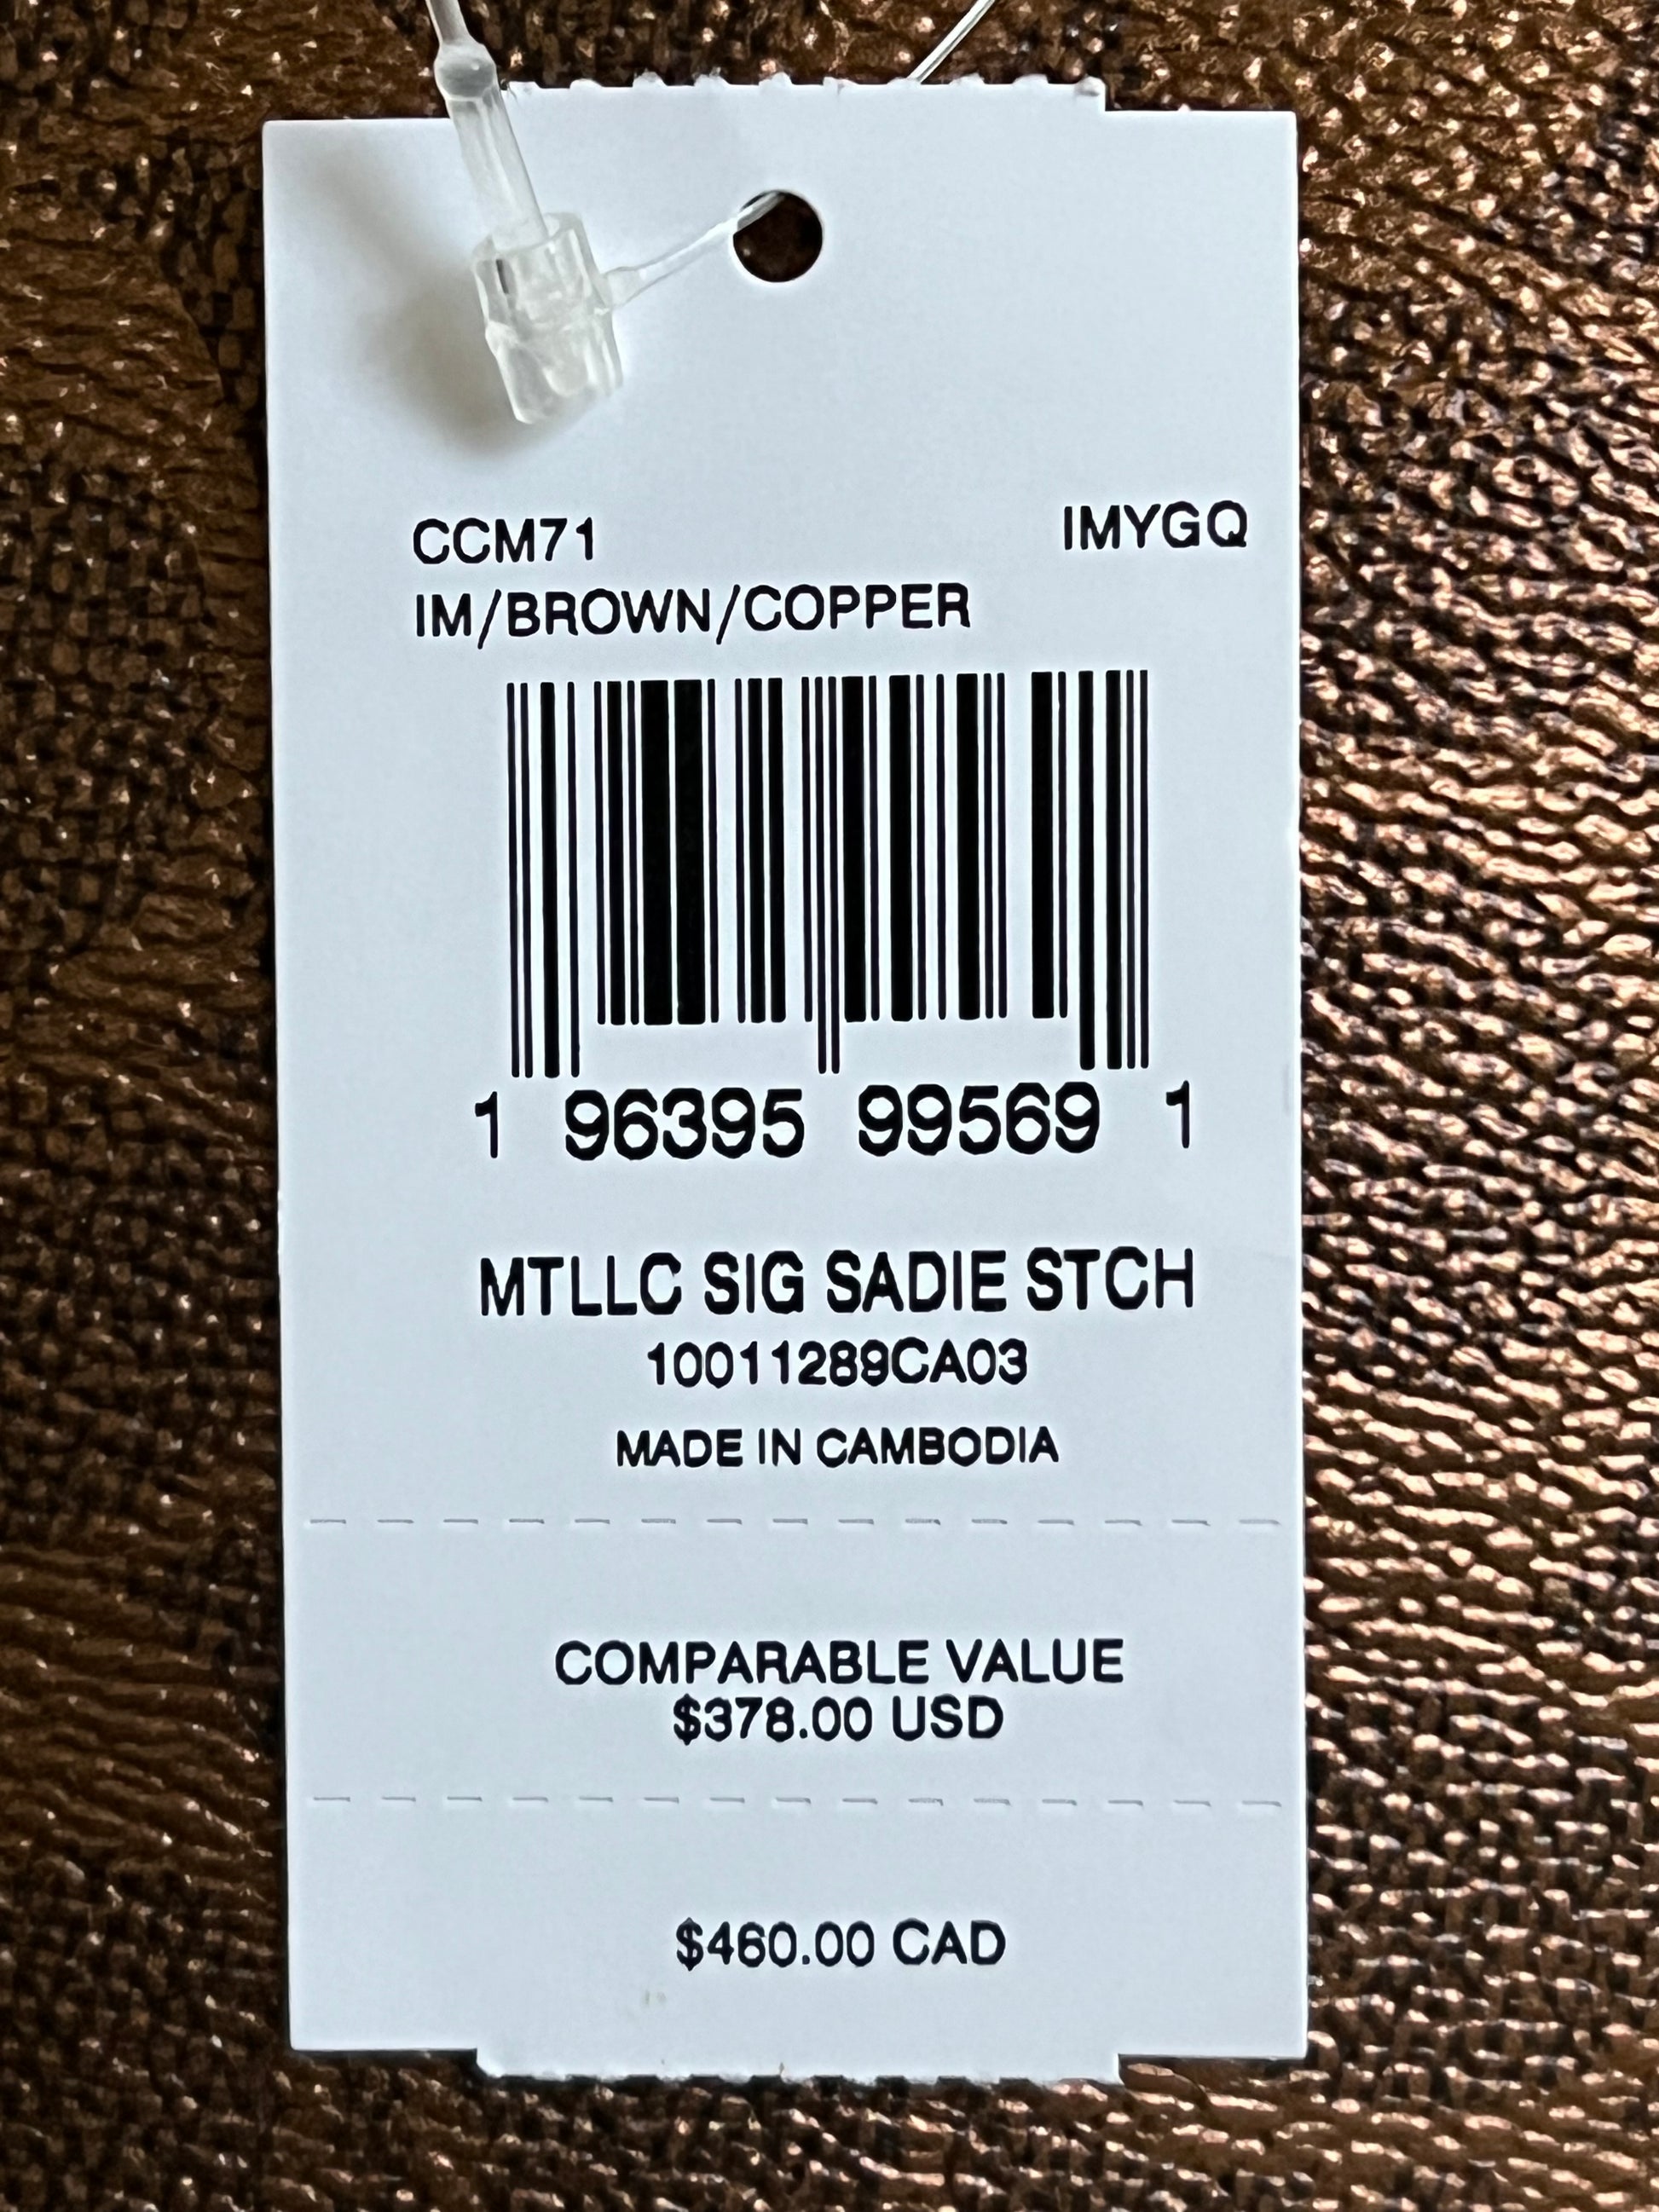 CCM71 IMYGQ
IM/BROWN/COPPER
1 96395 99569 1
MTLLC SIG SADIE STCH
10011289CA03
MADE IN CAMBODIA
COMPARABLE VALUE
$378.00 USD
$460.00 CAD